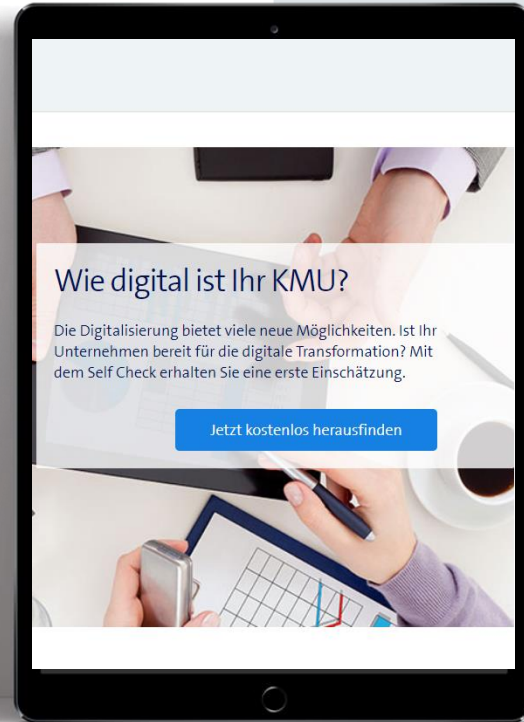 Wie digital ist Ihr KMU?
Die Digitalisierung bietet viele neue Möglichkeiten. Ist Ihr
Unternehmen bereit für die digitale Transformation? Mit
dem Self Check erhalten Sie eine erste Einschätzung.
Jetzt kostenlos herausfinden